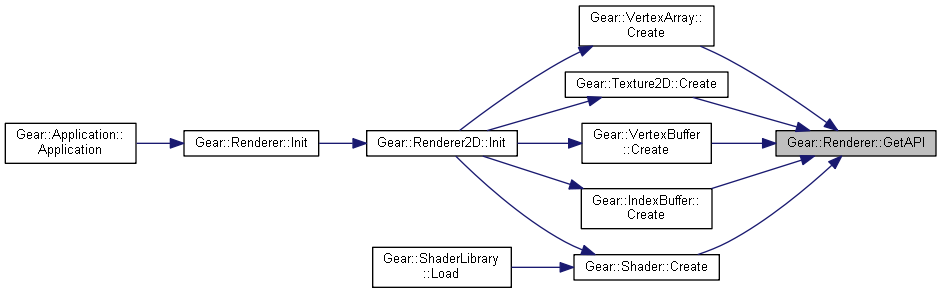 Gear::VertexArray::
Create
Gear::Texture2D::Create
Gear::Application::
Application
Gear::Renderer::Init
Gear::Renderer2D::Init
Gear::VertexBuffer
::Create
Gear::Renderer::GetAPI
Gear::IndexBuffer::
Create
Gear::ShaderLibrary
::Load
Gear::Shader::Create